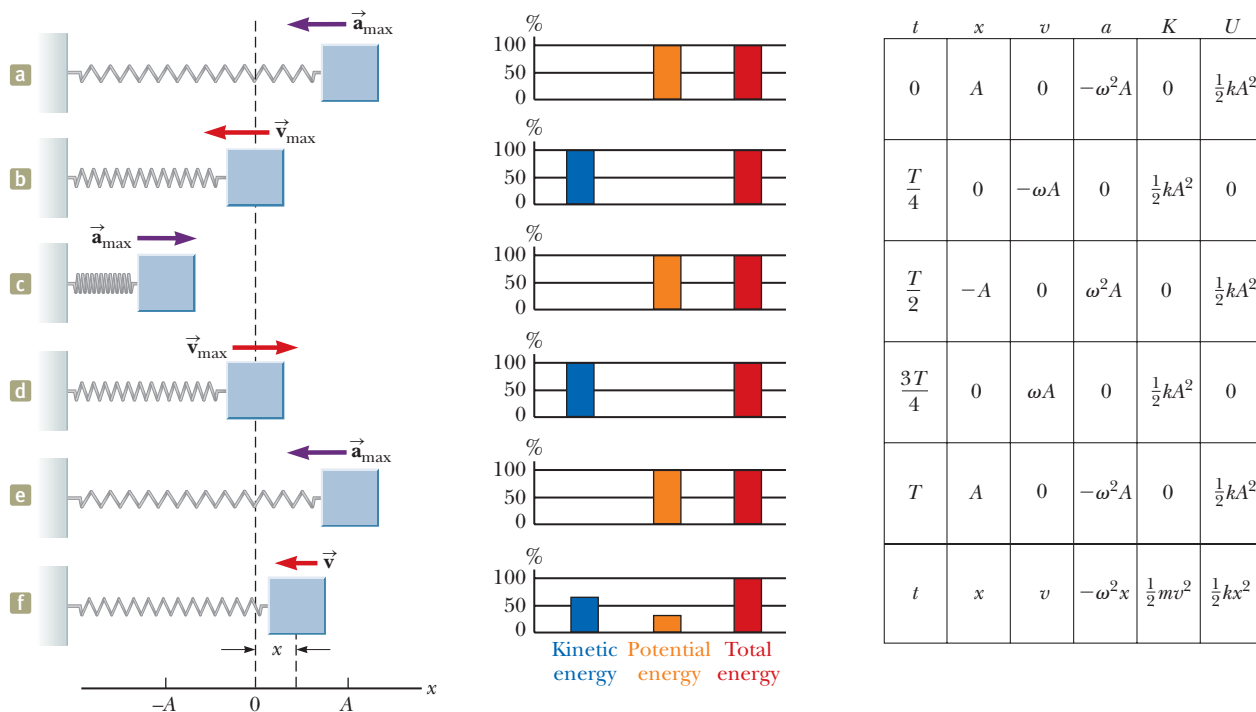 a
a⃗max
%
100
50
0
b
v⃗max
%
100
50
0
c
a⃗max
%
100
50
0
d
v⃗max
%
100
50
0
e
a⃗max
%
100
50
0
f
v⃗
x
%
100
50
0
Kinetic energy
Potential energy
Total energy
–A 0 A x
t x v a K U
0 A 0 −ω²A 0 ½kA²
T/4 0 −ωA 0 ½kA² 0
T/2 −A 0 ω²A 0 ½kA²
3T/4 0 ωA 0 ½kA² 0
T A 0 −ω²A 0 ½kA²
t x v −ω²x ½mv² ½kx²